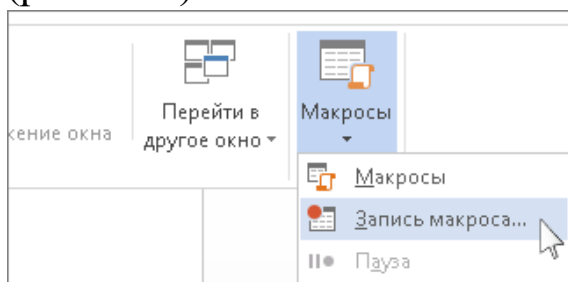 Перейти в
другое окно
Макросы
жение окна
Макросы
Запись макроса...
Пауза